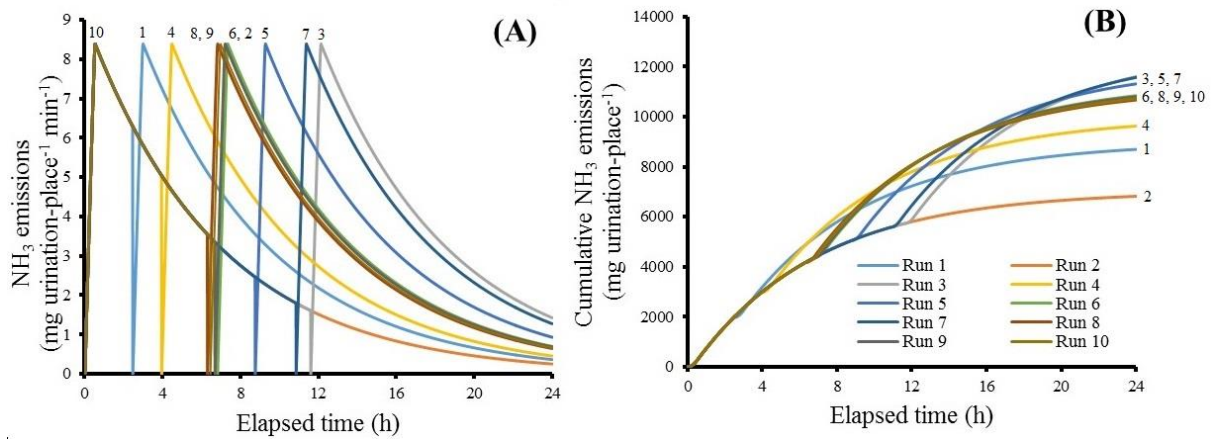 (A)
10 1 4 8, 9 6, 2 5 7 3
NH3 emissions
(mg urination-place-1 min-1)
9
8
7
6
5
4
3
2
1
0
0 4 8 12 16 20 24
Elapsed time (h)
(B)
Cumulative NH3 emissions
(mg urination-place-1)
14000
12000
10000
8000
6000
4000
2000
0
3, 5, 7
6, 8, 9, 10
4
1
2
Run 1 Run 2
Run 3 Run 4
Run 5 Run 6
Run 7 Run 8
Run 9 Run 10
0 4 8 12 16 20 24
Elapsed time (h)